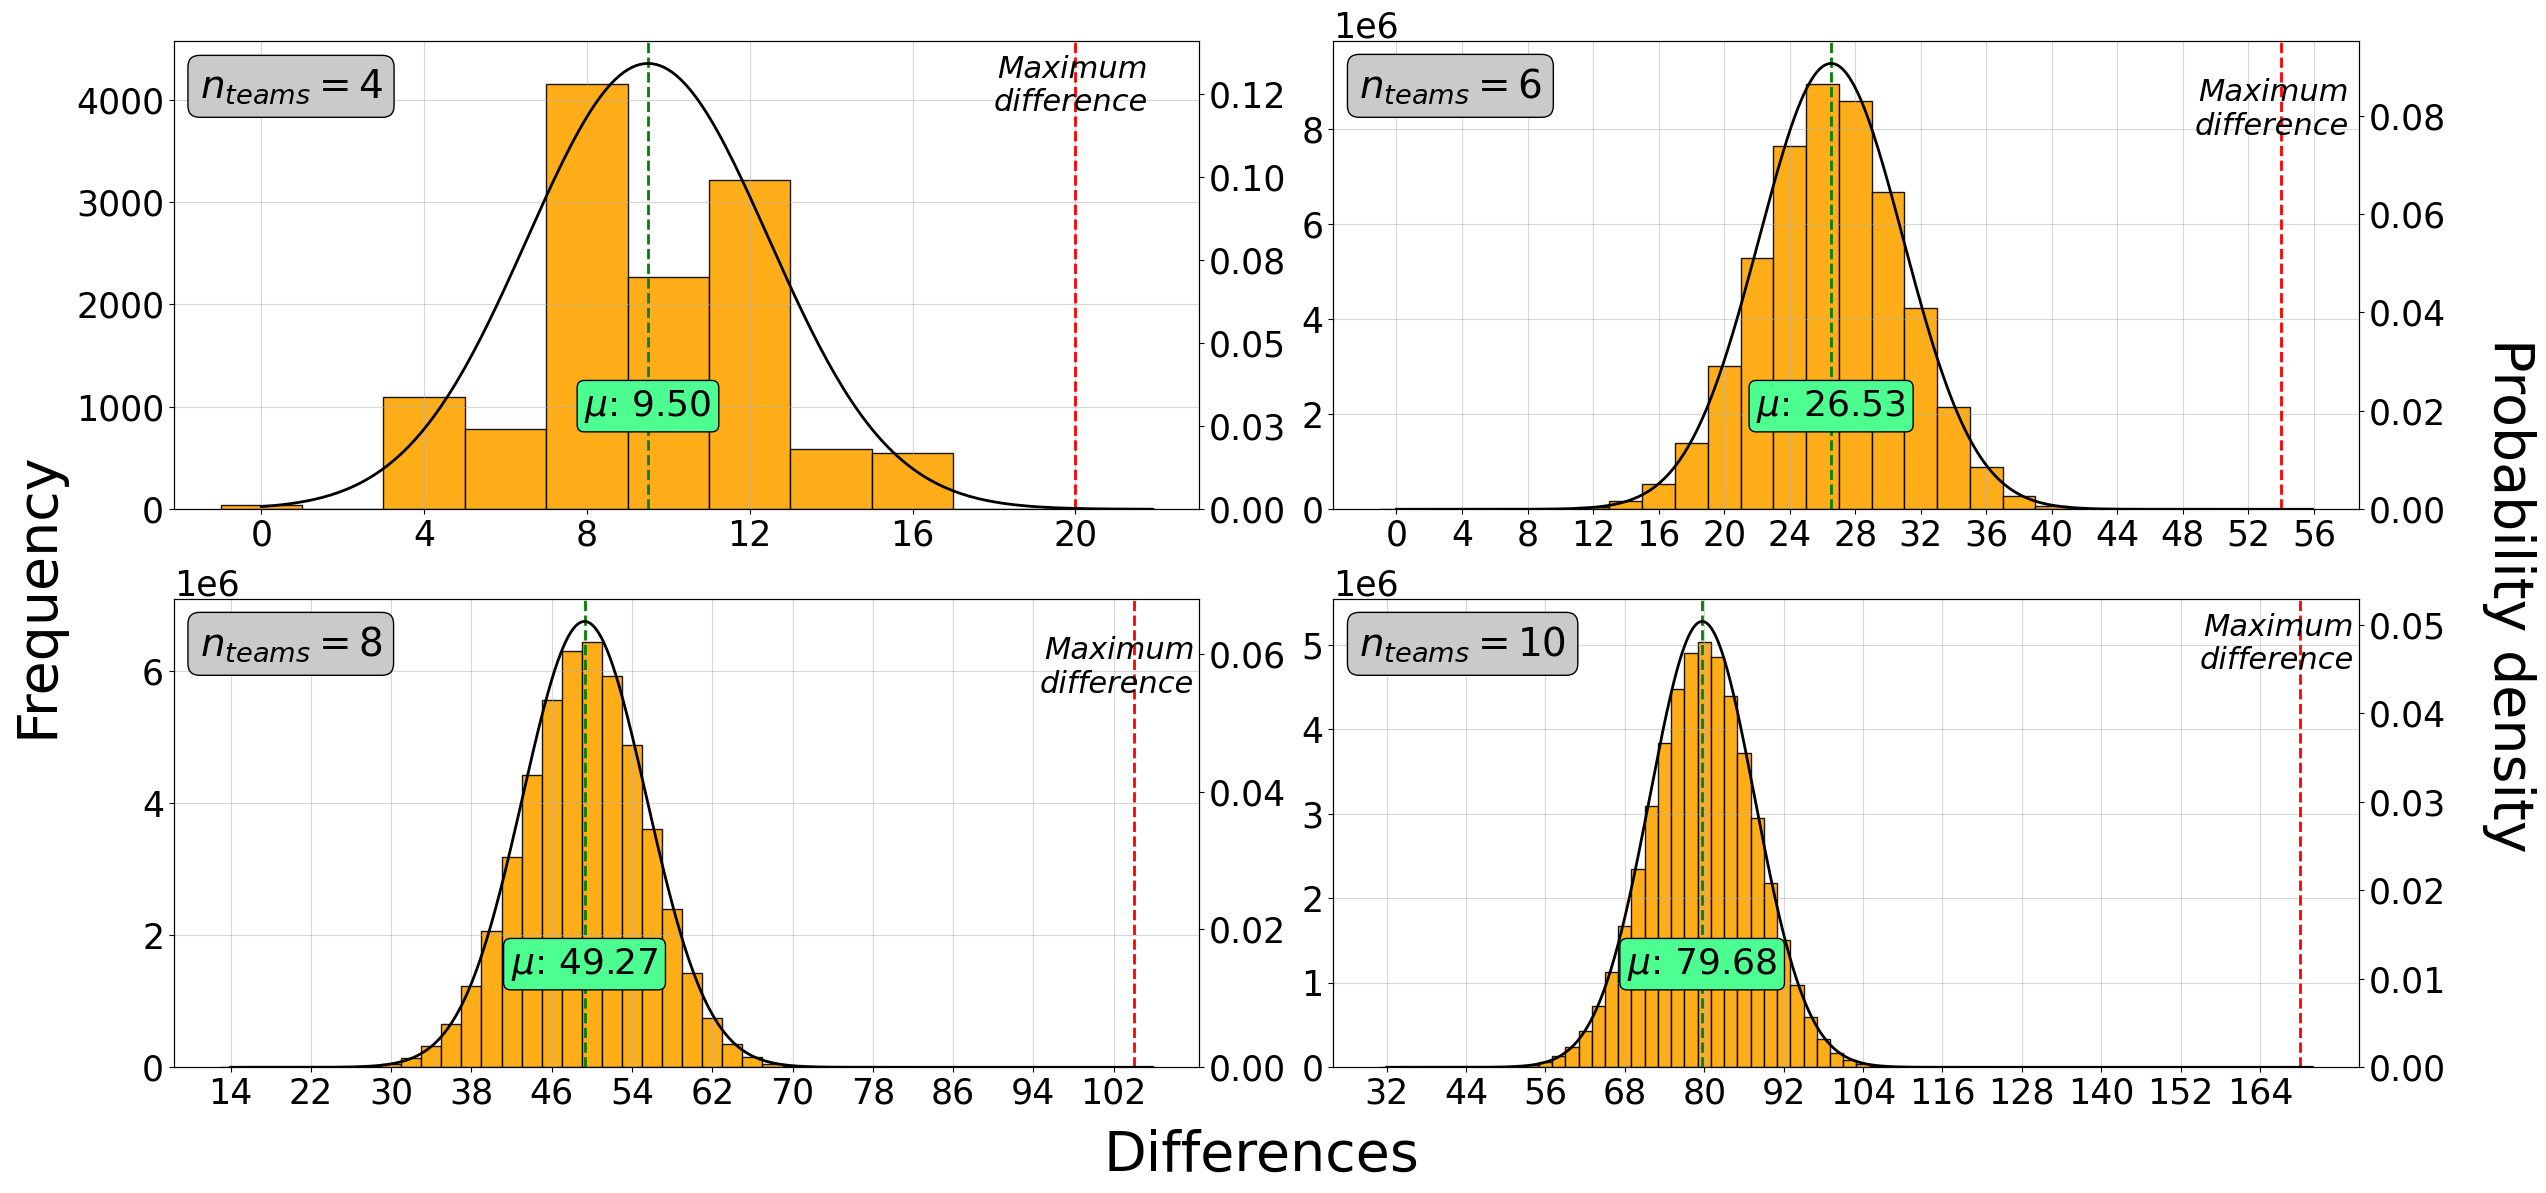 Frequency
n_teams = 4
Maximum
difference
μ: 9.50
4000
3000
2000
1000
0
0.12
0.10
0.08
0.05
0.03
0.00
0 4 8 12 16 20
1e6
n_teams = 6
Maximum
difference
μ: 26.53
8
6
4
2
0
0.08
0.06
0.04
0.02
0.00
0 4 8 12 16 20 24 28 32 36 40 44 48 52 56
1e6
n_teams = 8
Maximum
difference
μ: 49.27
6
4
2
0
0.06
0.04
0.02
0.00
14 22 30 38 46 54 62 70 78 86 94 102
1e6
n_teams = 10
Maximum
difference
μ: 79.68
5
4
3
2
1
0
0.05
0.04
0.03
0.02
0.01
0.00
32 44 56 68 80 92 104 116 128 140 152 164
Probability density
Differences